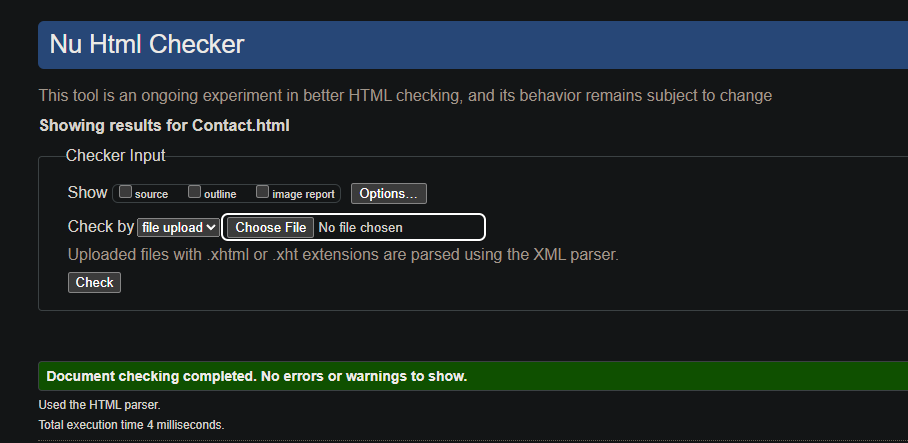 Nu Html Checker
This tool is an ongoing experiment in better HTML checking, and its behavior remains subject to change
Showing results for Contact.html
Checker Input
Show source outline image report Options...
Check by file upload Choose File No file chosen
Uploaded files with .xhtml or .xht extensions are parsed using the XML parser.
Check
Document checking completed. No errors or warnings to show.
Used the HTML parser.
Total execution time 4 milliseconds.